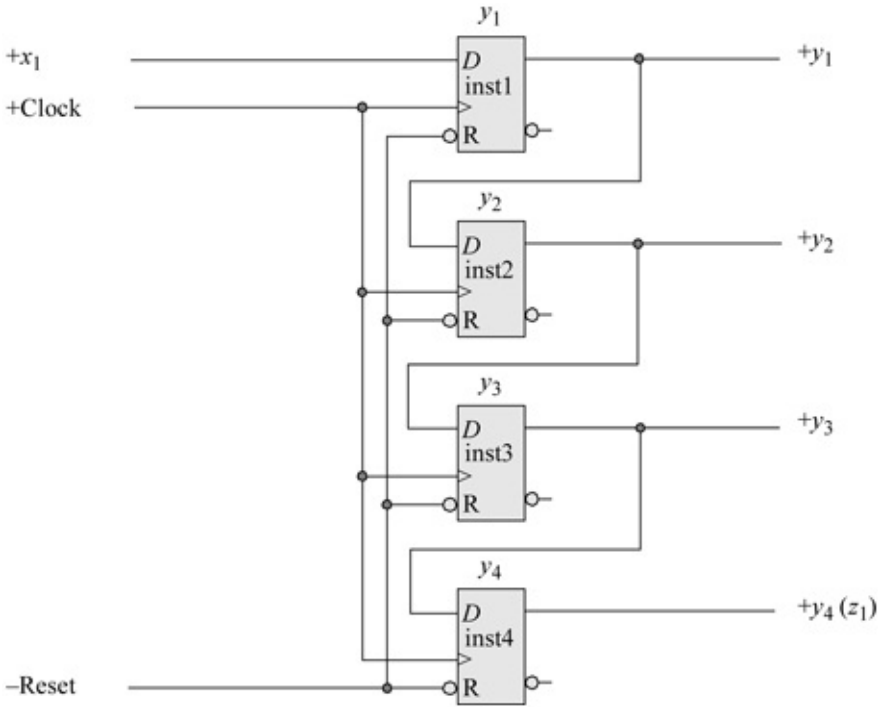 y₁
+x₁
D
+y₁
inst1
+Clock
R
y₂
D
+y₂
inst2
R
y₃
D
+y₃
inst3
R
y₄
D
+y₄ (z₁)
inst4
–Reset
R